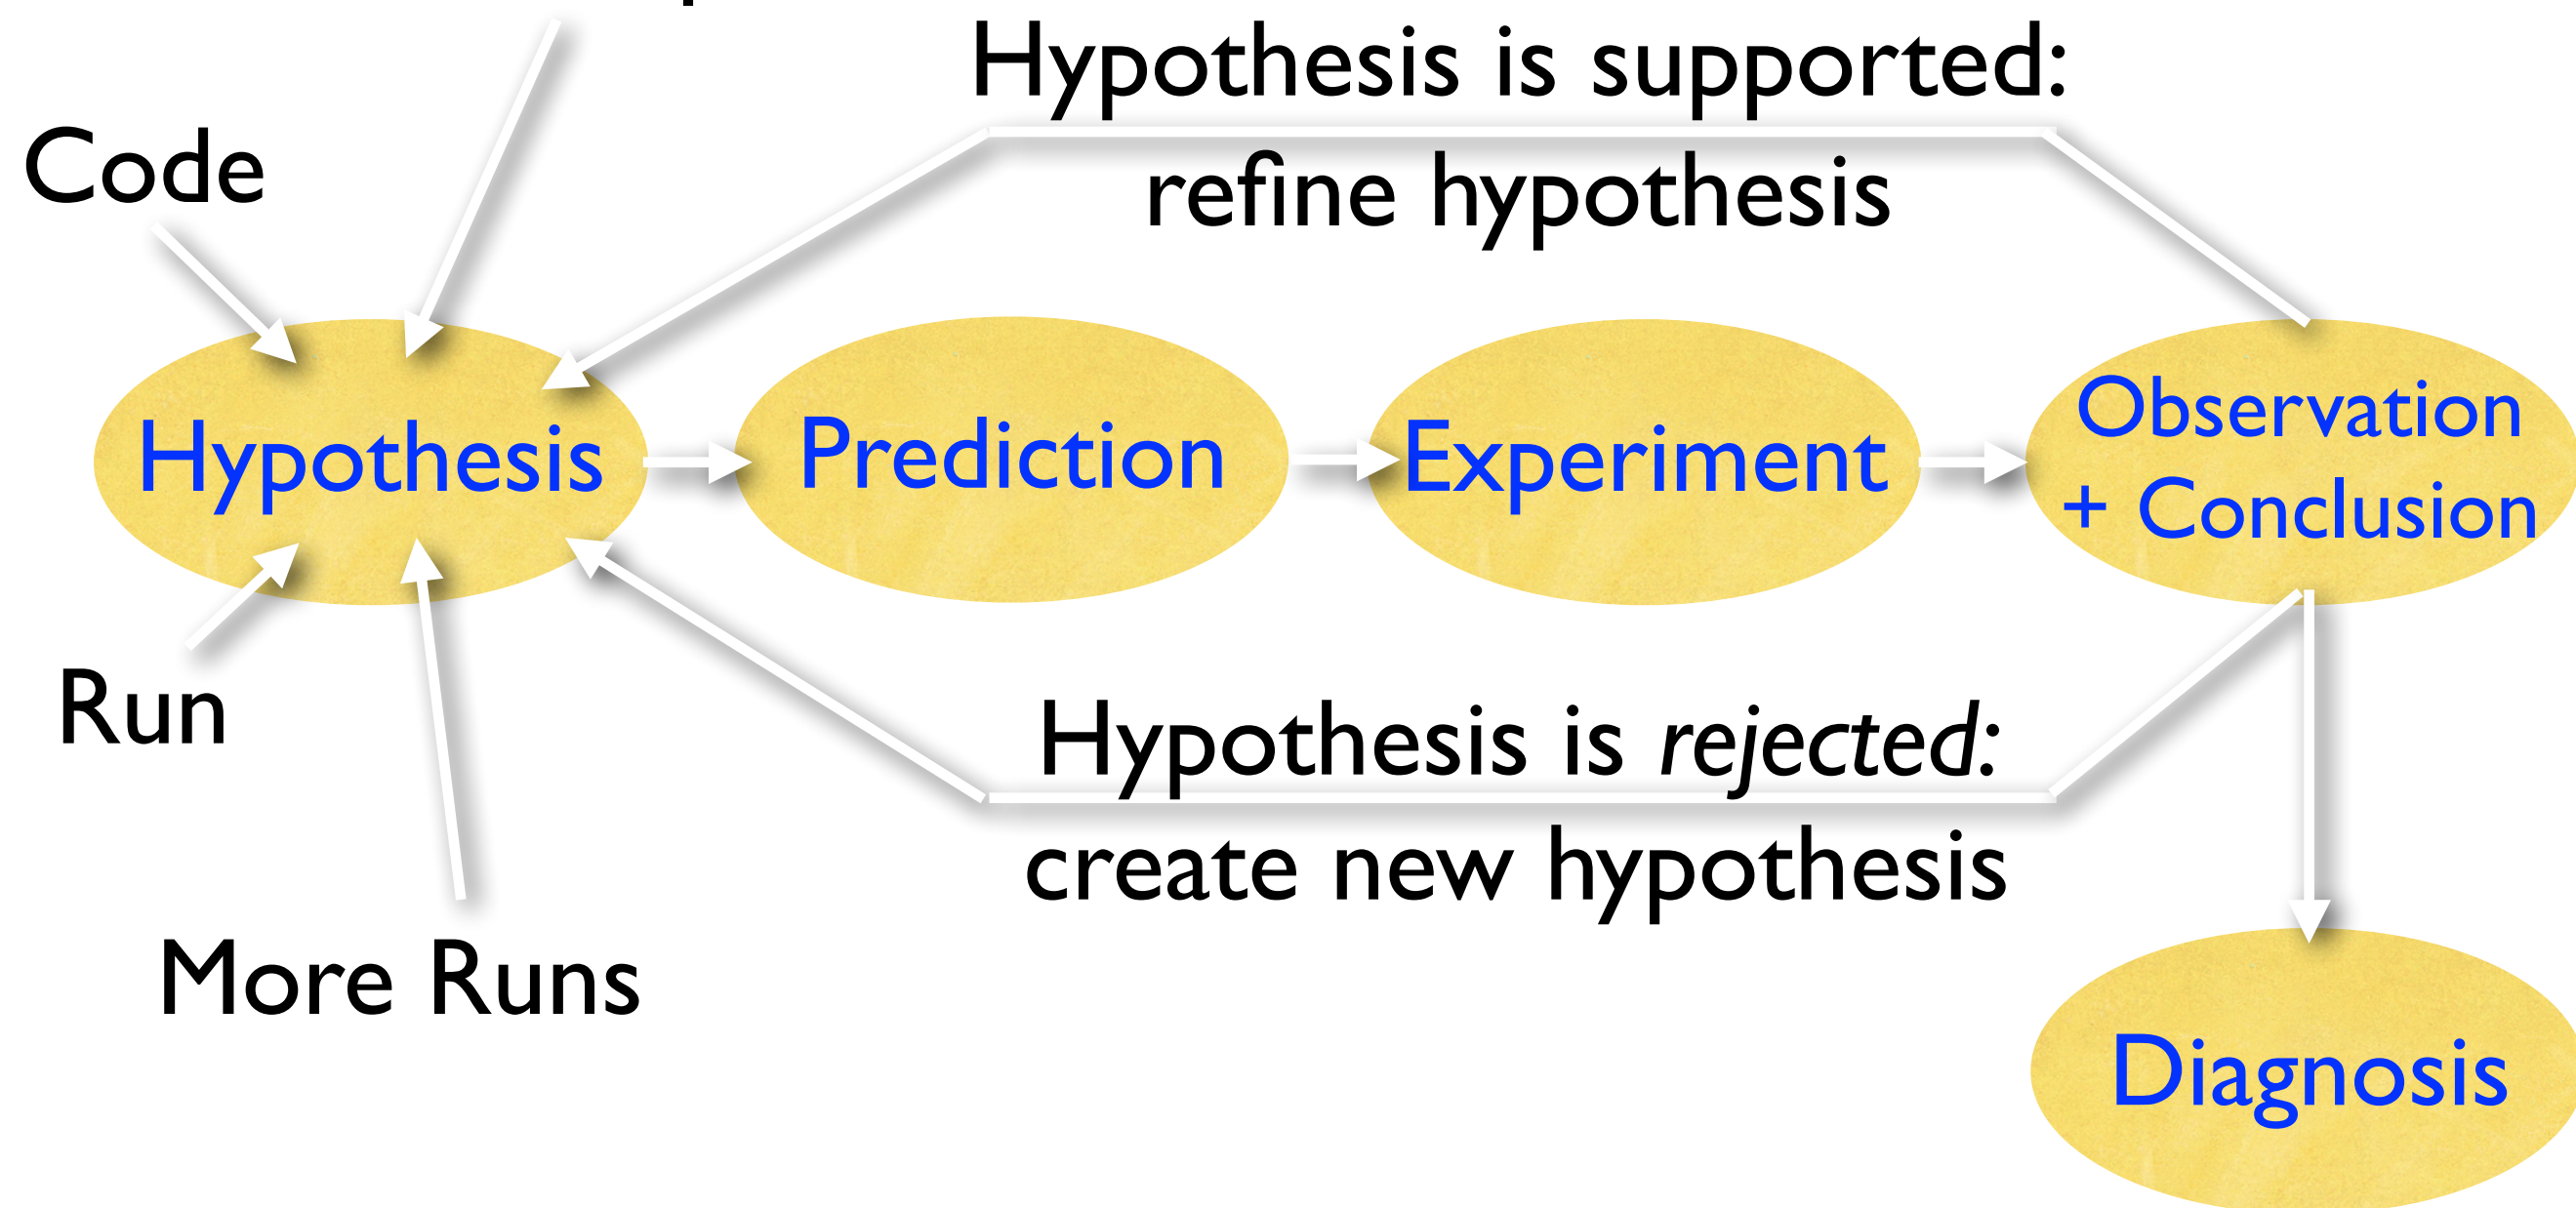 Hypothesis is supported:
Code
refine hypothesis
Hypothesis
Prediction
Experiment
Observation
+ Conclusion
Run
Hypothesis is rejected:
create new hypothesis
More Runs
Diagnosis